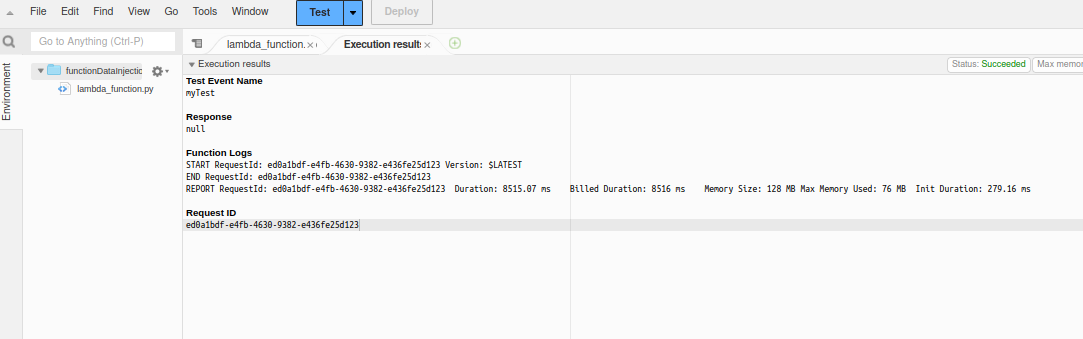 File Edit Find View Go Tools Window Test Deploy
Go to Anything (Ctrl-P)
lambda_function.
Execution result
Environment
functionDataInjectic
lambda_function.py
Execution results
Status: Succeeded
Max memor
Test Event Name
myTest
Response
null
Function Logs
START RequestId: ed0a1bdf-e4fb-4630-9382-e436fe25d123 Version: $LATEST
END RequestId: ed0a1bdf-e4fb-4630-9382-e436fe25d123
REPORT RequestId: ed0a1bdf-e4fb-4630-9382-e436fe25d123 Duration: 8515.07 ms Billed Duration: 8516 ms Memory Size: 128 MB Max Memory Used: 76 MB Init Duration: 279.16 ms
Request ID
ed0a1bdf-e4fb-4630-9382-e436fe25d123